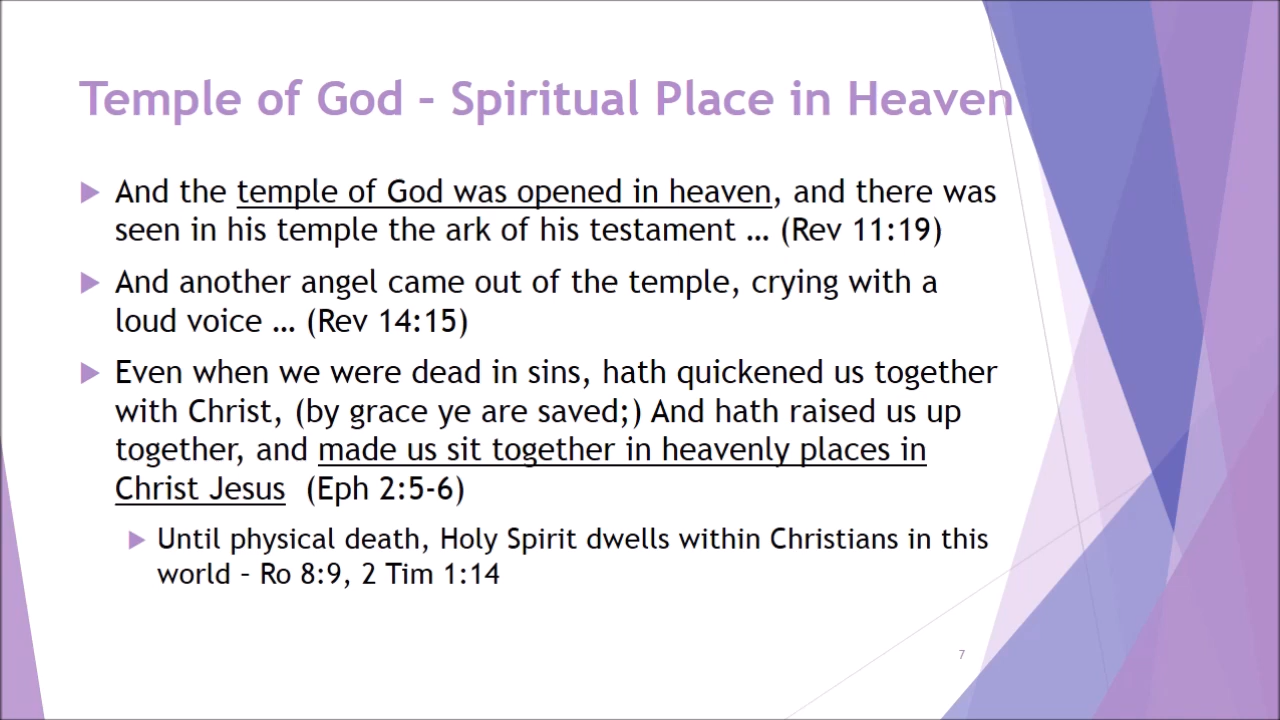 Temple of God – Spiritual Place in Heaven
And the temple of God was opened in heaven, and there was
seen in his temple the ark of his testament … (Rev 11:19)
And another angel came out of the temple, crying with a
loud voice … (Rev 14:15)
Even when we were dead in sins, hath quickened us together
with Christ, (by grace ye are saved;) And hath raised us up
together, and made us sit together in heavenly places in
Christ Jesus (Eph 2:5-6)
Until physical death, Holy Spirit dwells within Christians in this
world – Ro 8:9, 2 Tim 1:14
7